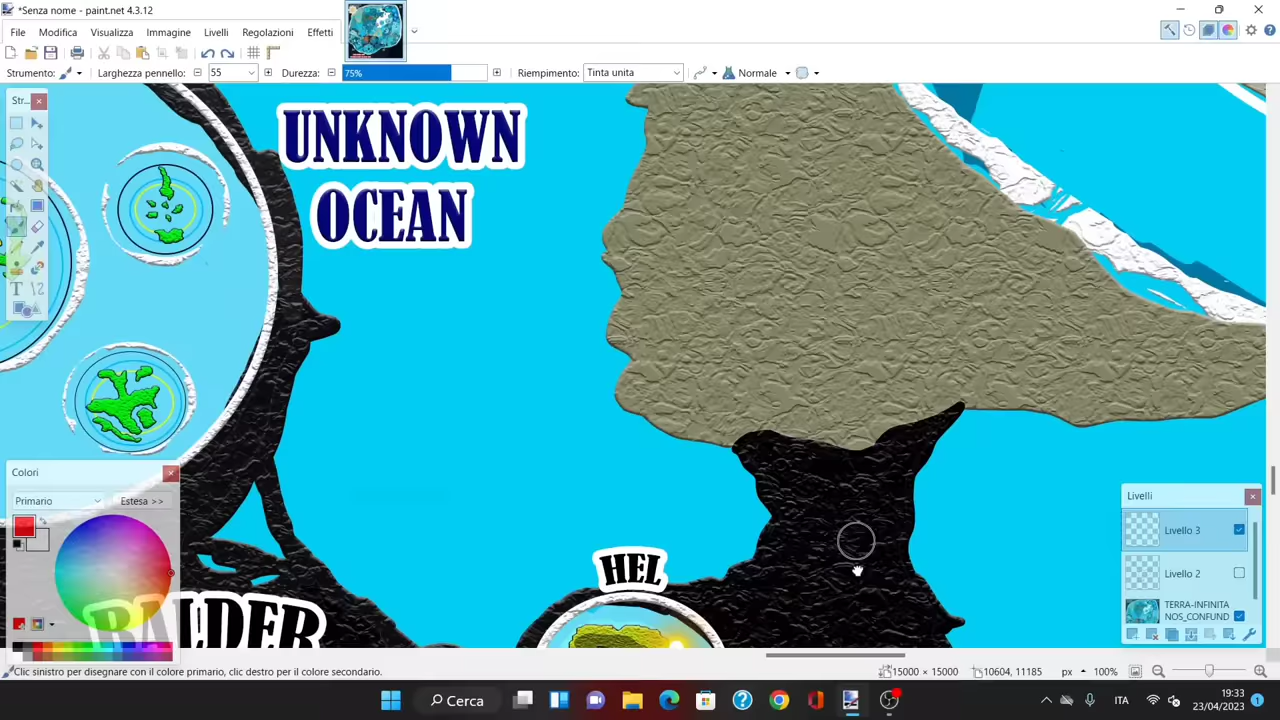 *Senza nome - paint.net 4.3.12
File Modifica Visualizza Immagine Livelli Regolazioni Effetti
Strumento: Larghezza pennello: 55 Durezza: 75% Riempimento: Tinta unita Normale
Str...
UNKNOWN
OCEAN
Colori
Primario Estesa >>
HEL
BALDER
Livelli
Livello 3
Livello 2
TERRA-INFINITA
NOS_CONFUND
Clic sinistro per disegnare con il colore primario, clic destro per il colore secondario. 15000 × 15000 10604, 11185 px 100%
Cerca ITA 19:33
23/04/2023 1